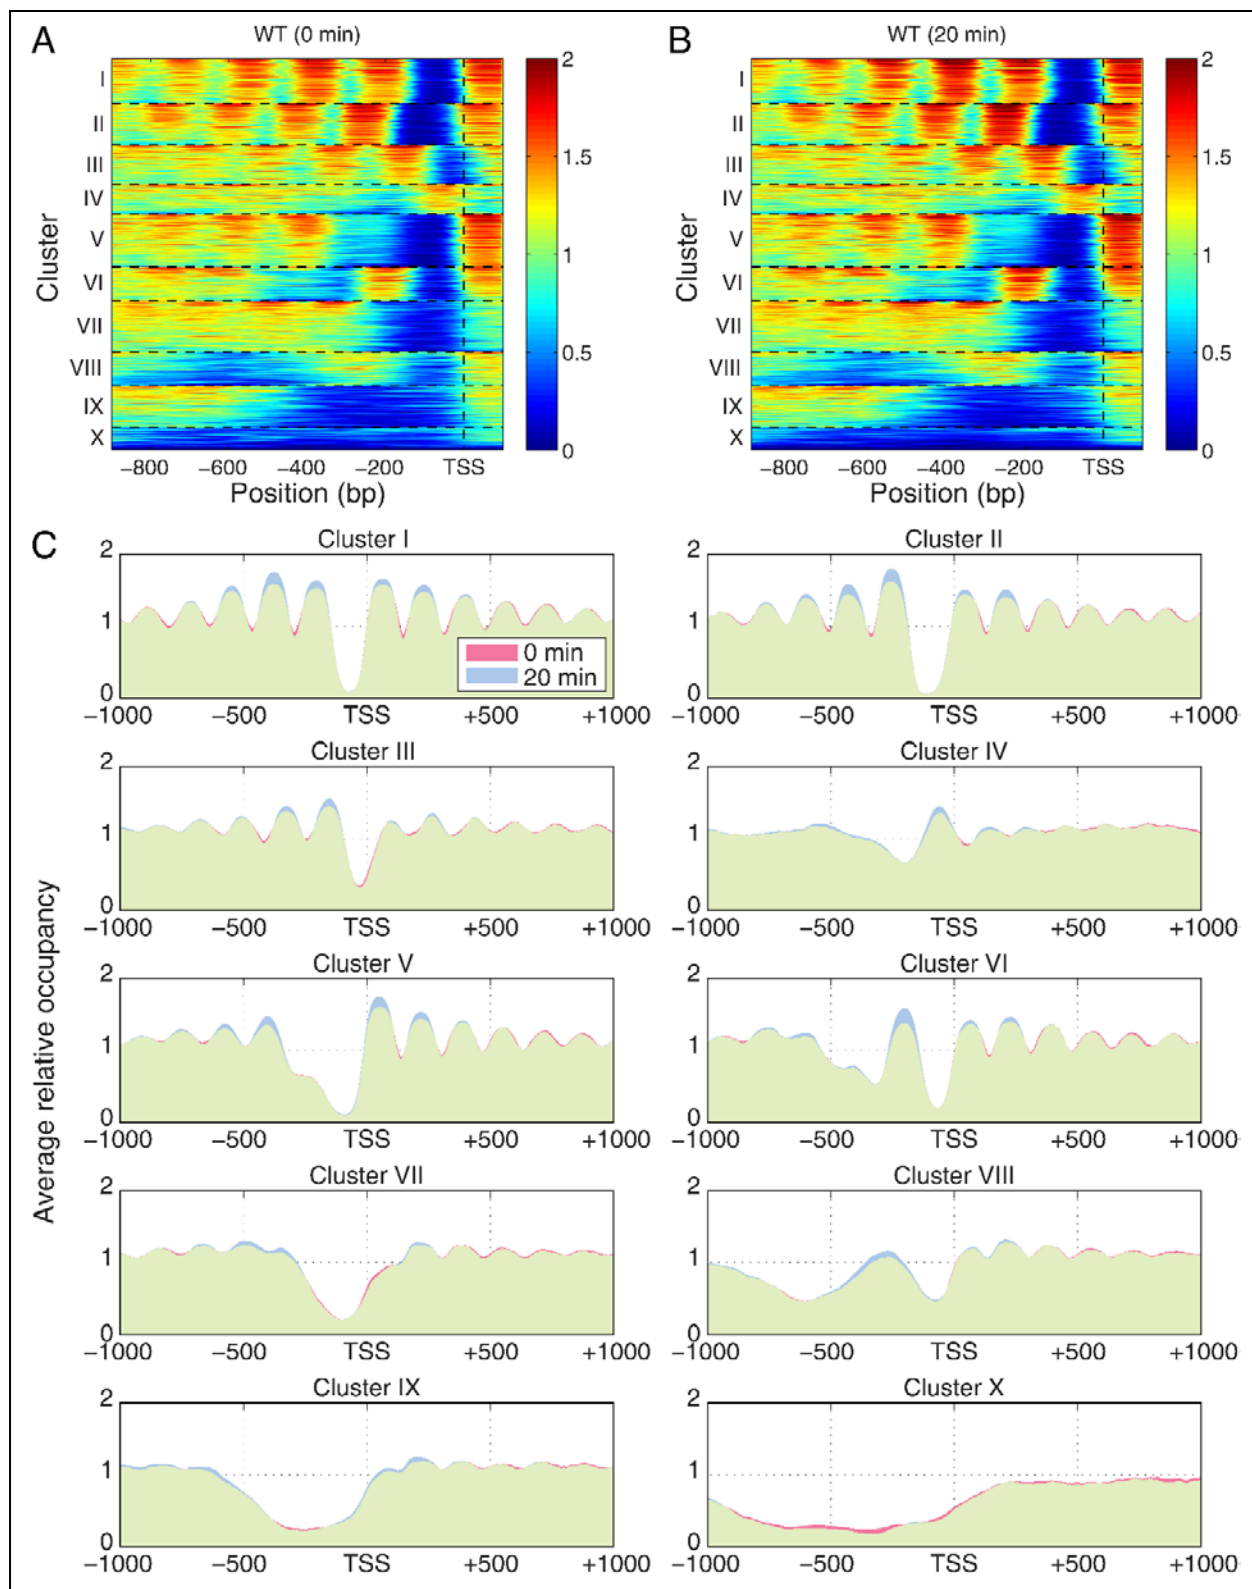 A
WT (0 min)
Cluster
I
II
III
IV
V
VI
VII
VIII
IX
X
−800
−600
−400
−200
TSS
Position (bp)
2
1.5
1
0.5
0
B
WT (20 min)
Cluster
I
II
III
IV
V
VI
VII
VIII
IX
X
−800
−600
−400
−200
TSS
Position (bp)
2
1.5
1
0.5
0
C
Average relative occupancy
Cluster I
2
1
0
−1000
−500
TSS
+500
+1000
0 min
20 min
Cluster II
2
1
0
−1000
−500
TSS
+500
+1000
Cluster III
2
1
0
−1000
−500
TSS
+500
+1000
Cluster IV
2
1
0
−1000
−500
TSS
+500
+1000
Cluster V
2
1
0
−1000
−500
TSS
+500
+1000
Cluster VI
2
1
0
−1000
−500
TSS
+500
+1000
Cluster VII
2
1
0
−1000
−500
TSS
+500
+1000
Cluster VIII
2
1
0
−1000
−500
TSS
+500
+1000
Cluster IX
2
1
0
−1000
−500
TSS
+500
+1000
Cluster X
2
1
0
−1000
−500
TSS
+500
+1000